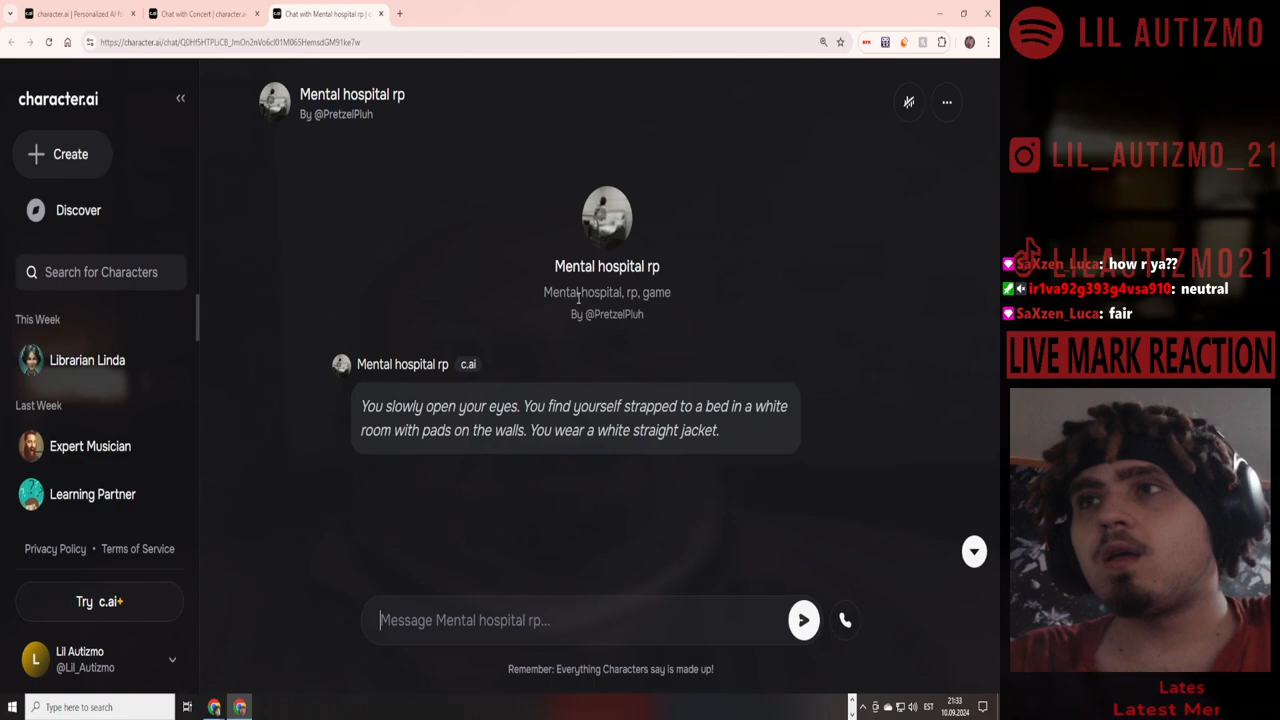 character.ai | Personalized AI fo
Chat with Concert | character.a
Chat with Mental hospital rp | c
https://character.ai/chat/
character.ai
Create
Discover
Search for Characters
This Week
Librarian Linda
Last Week
Expert Musician
Learning Partner
Privacy Policy • Terms of Service
Try c.ai+
L
Lil Autizmo
@Lil_Autizmo
Mental hospital rp
By @PretzelPluh
Mental hospital rp
Mental hospital, rp, game
By @PretzelPluh
Mental hospital rp c.ai
You slowly open your eyes. You find yourself strapped to a bed in a white
room with pads on the walls. You wear a white straight jacket.
Message Mental hospital rp...
Remember: Everything Characters say is made up!
Type here to search
EST
21:33
10.09.2024
LIL AUTIZMO
LIL_AUTIZMO_21
LILAUTIZMO21
SaXzen_Luca: how r ya??
ir1va92g393g4vsa910: neutral
SaXzen_Luca: fair
LIVE MARK REACTION
Lates
Latest Mer